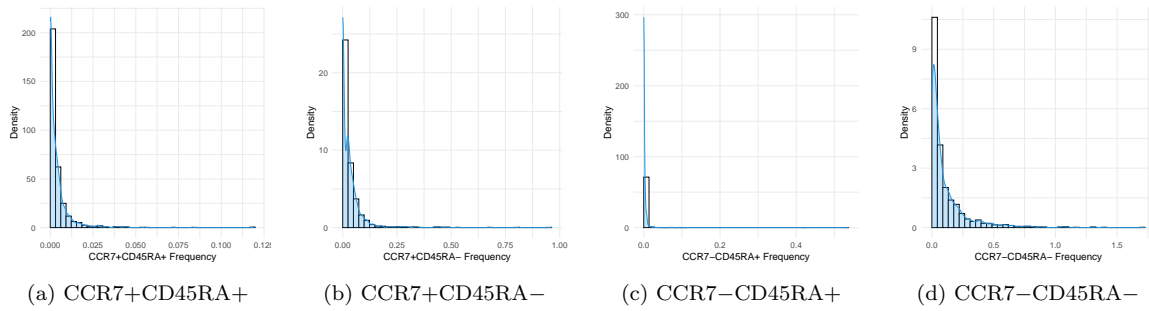 Density
200
150
100
50
0
0.000
0.025
0.050
0.075
0.100
0.125
CCR7+CD45RA+ Frequency
(a) CCR7+CD45RA+
Density
20
10
0
0.00
0.25
0.50
0.75
1.00
CCR7+CD45RA− Frequency
(b) CCR7+CD45RA−
Density
300
200
100
0
0.0
0.2
0.4
CCR7−CD45RA+ Frequency
(c) CCR7−CD45RA+
Density
9
6
3
0
0.0
0.5
1.0
1.5
CCR7−CD45RA− Frequency
(d) CCR7−CD45RA−